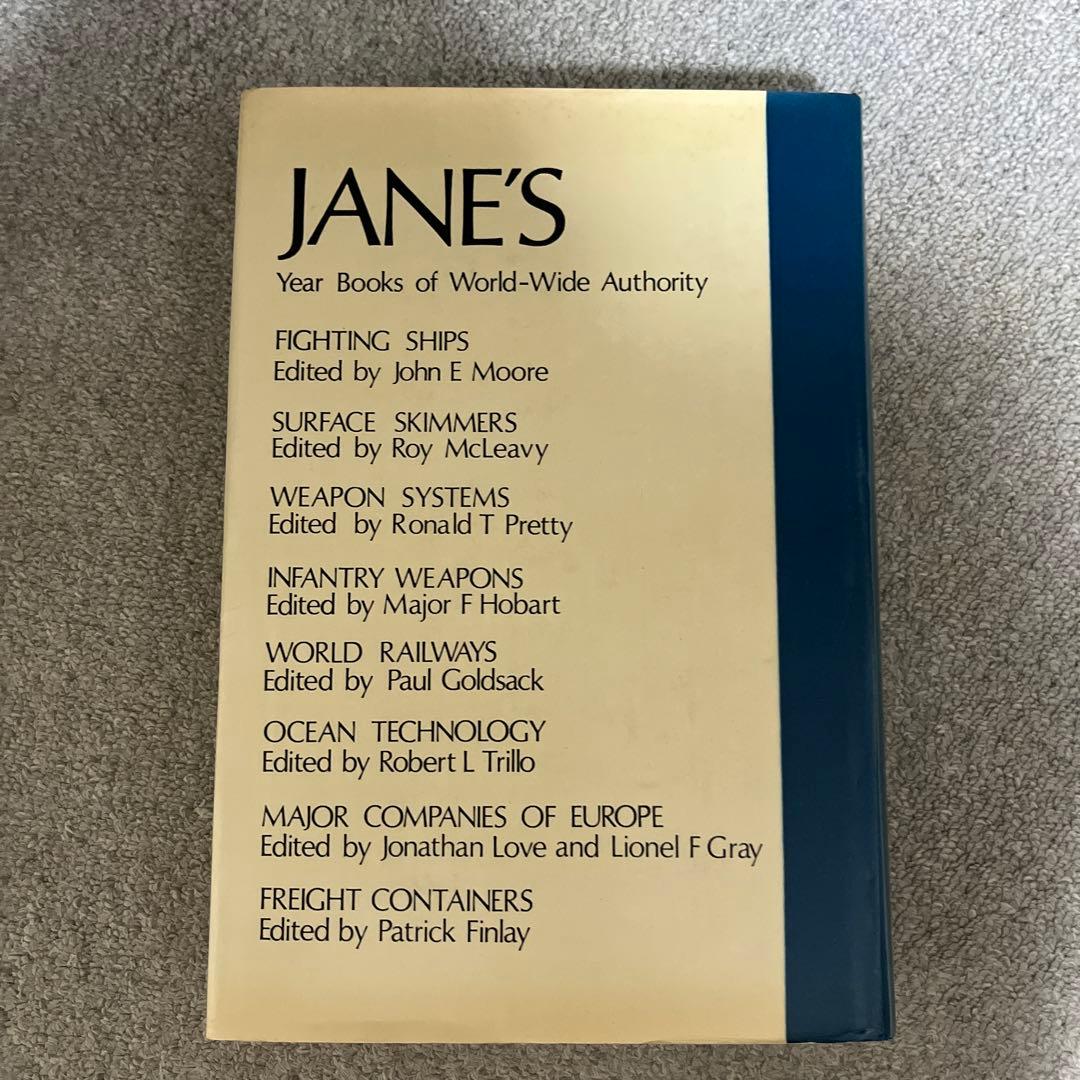 JANE'S
Year Books of World-Wide Authority
FIGHTING SHIPS
Edited by John E Moore
SURFACE SKIMMERS
Edited by Roy McLeavy
WEAPON SYSTEMS
Edited by Ronald T Pretty
INFANTRY WEAPONS
Edited by Major F Hobart
WORLD RAILWAYS
Edited by Paul Goldsack
OCEAN TECHNOLOGY
Edited by Robert L Trillo
MAJOR COMPANIES OF EUROPE
Edited by Jonathan Love and Lionel F Gray
FREIGHT CONTAINERS
Edited by Patrick Finlay